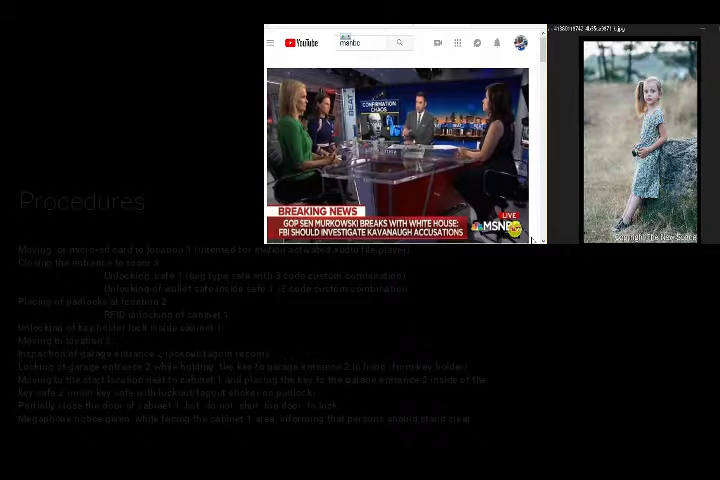 41380116742_4b35ca3671_b.jpg
YouTube
msnbc
CONFIRMATION
CHAOS
BEAT
BREAKING NEWS
LIVE
GOP SEN MURKOWSKI BREAKS WITH WHITE HOUSE:
FBI SHOULD INVESTIGATE KAVANAUGH ACCUSATIONS
MSNBC
Copyright The New Space
Procedures
Moving for micro-sd card to location 1 (intended for motion activated audio file player)
Closing the entrance to room 3
Unlocking safe 1 (bag type safe with 3 code custom combination)
Unlocking of wallet safe inside safe 1 (3 code custom combination)
Placing of padlocks at location 2
RFID unlocking of cabinet 1
Unlocking of key holder lock inside cabinet 1
Moving to location 3
Inspection of garage entrance 2 lockout/tagout records
Locking of garage entrance 2 while holding the key to garage entrance 2 in hand (from key holder)
Moving to the start location next to cabinet 1 and placing the key to the garage entrance 2 inside of the
key safe 2 (main key safe with lockout/tagout sticker on padlock)
Partially close the door of cabinet 1, but do not shut the door to lock.
Megaphone notice given, while facing the cabinet 1 area, informing that persons should stand clear